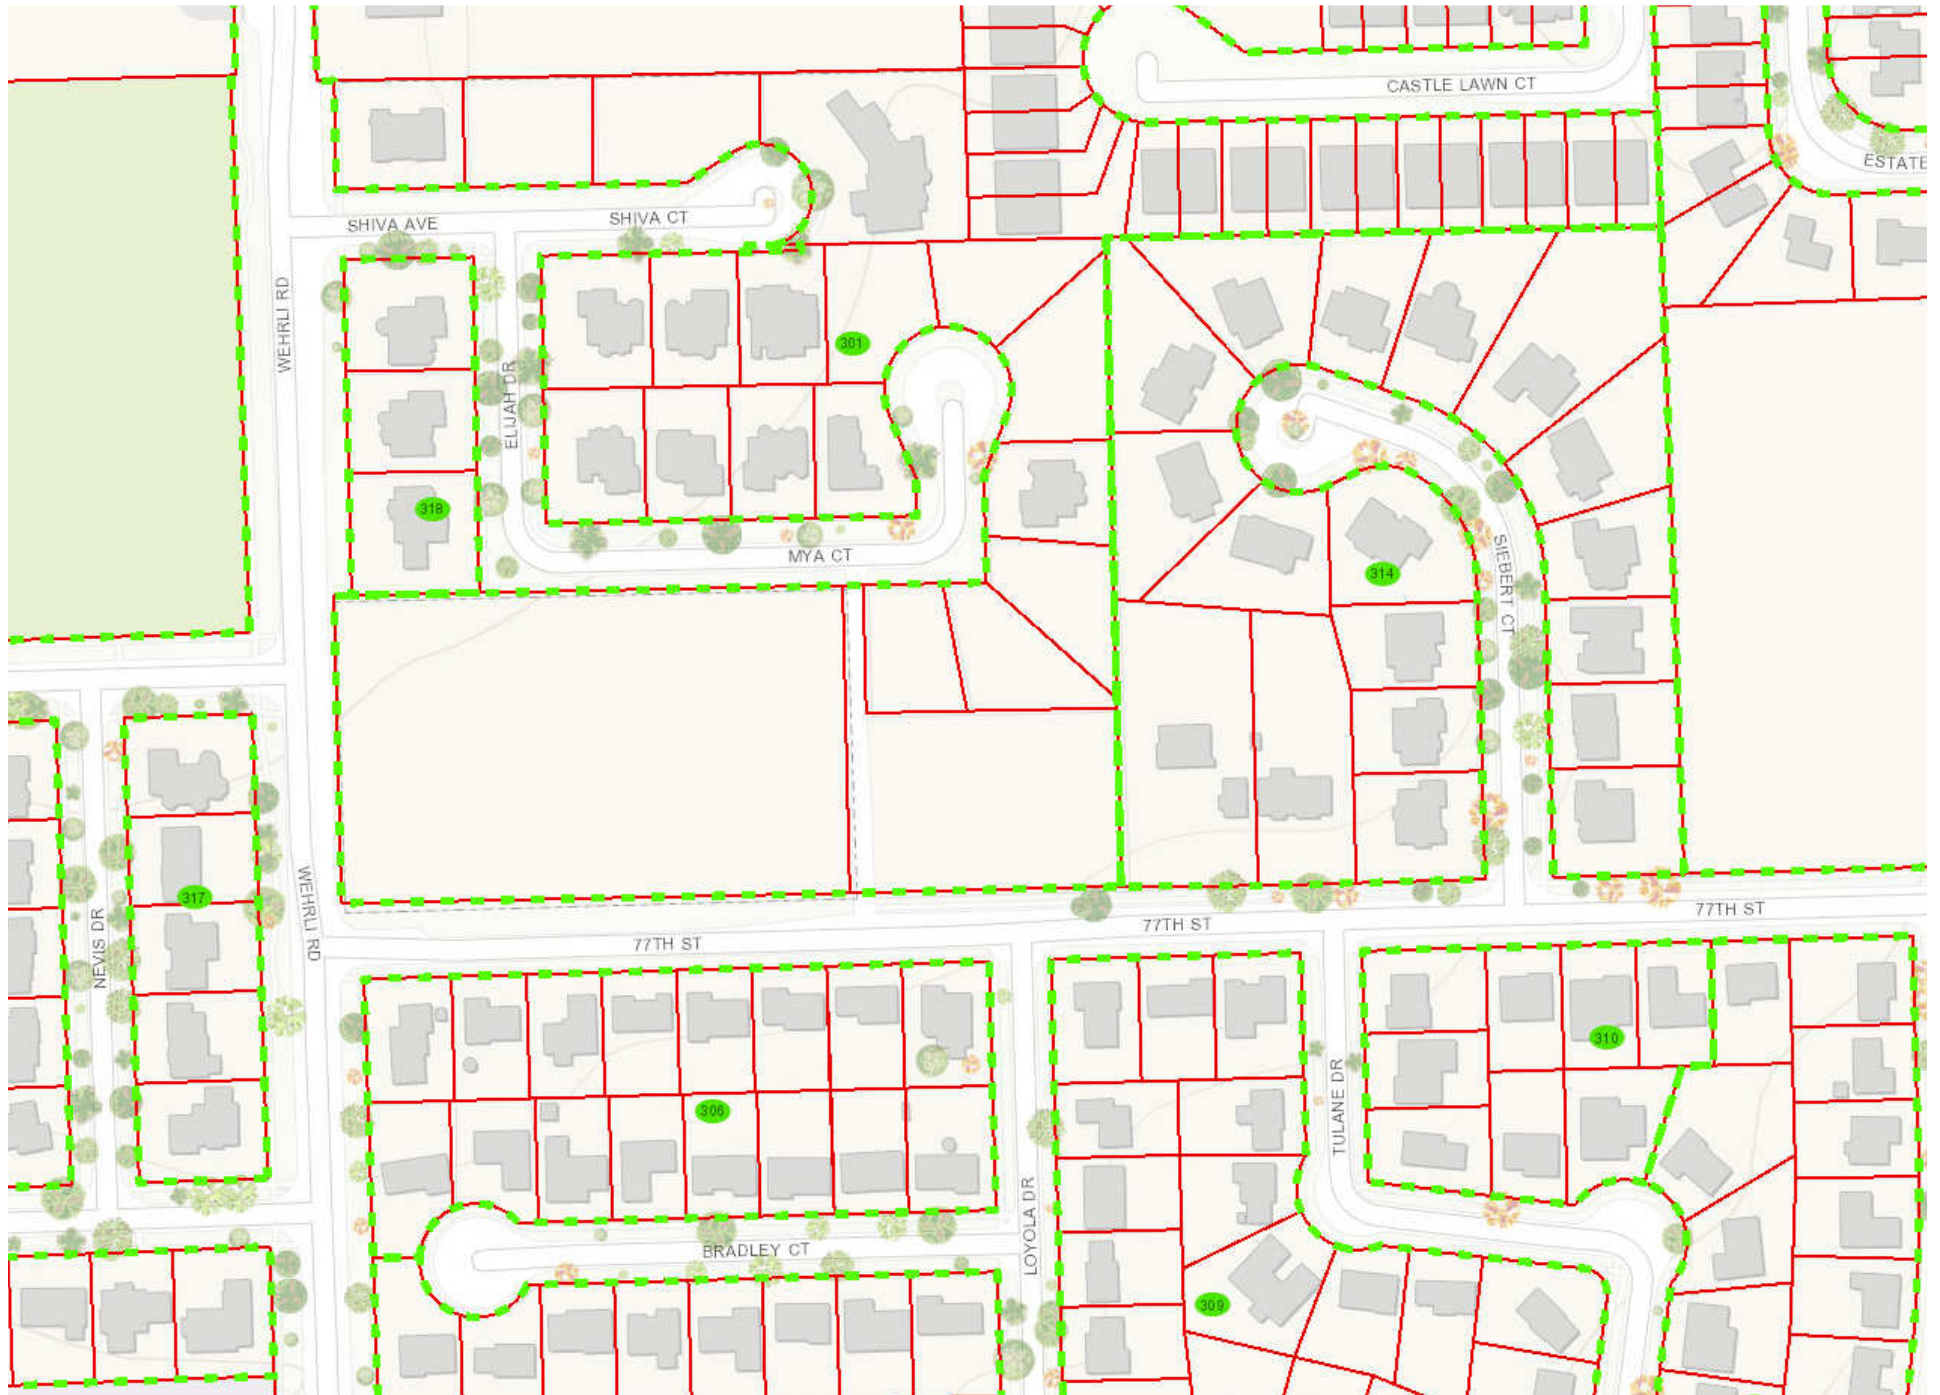 CASTLE LAWN CT
ESTATE
SHIVA AVE
SHIVA CT
WEHRLI RD
301
ELIJAH DR
318
MYA CT
SIEBERT CT
314
317
WEHRLI RD
NEVIS DR
77TH ST
77TH ST
77TH ST
310
306
TULANE DR
LOYOLA DR
BRADLEY CT
309